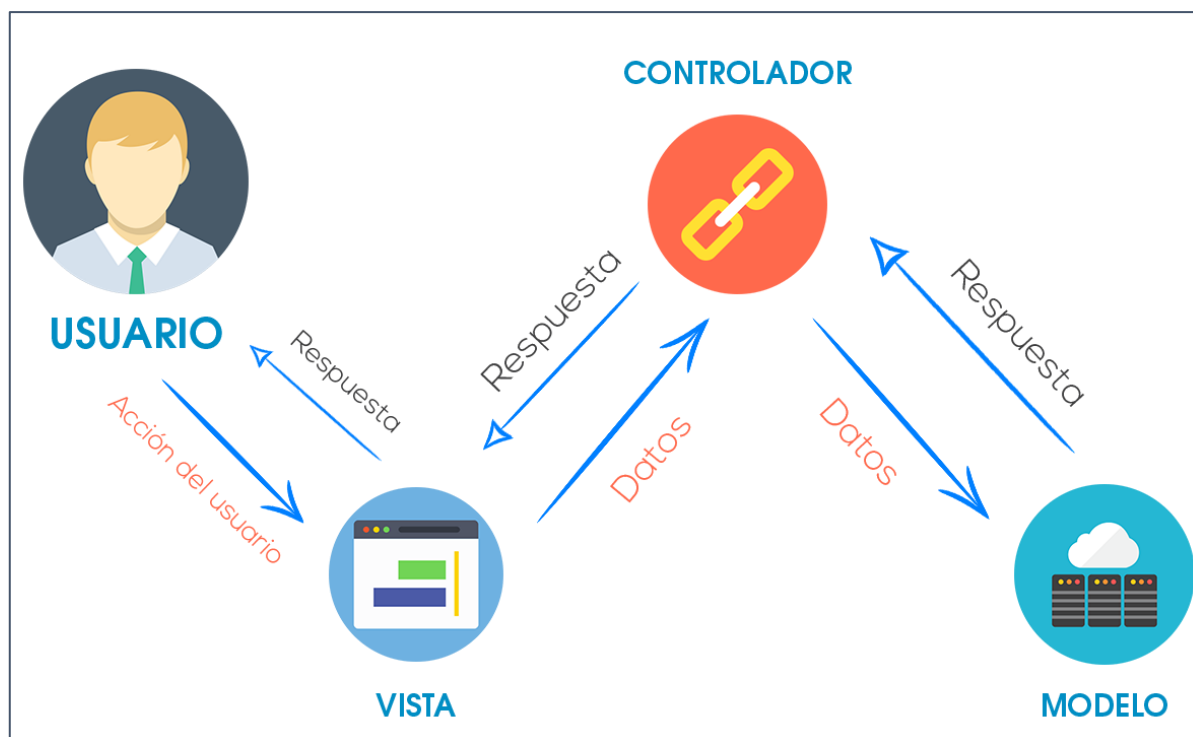 CONTROLADOR
USUARIO
Respuesta
Acción del usuario
Respuesta
Datos
Respuesta
Datos
VISTA
MODELO